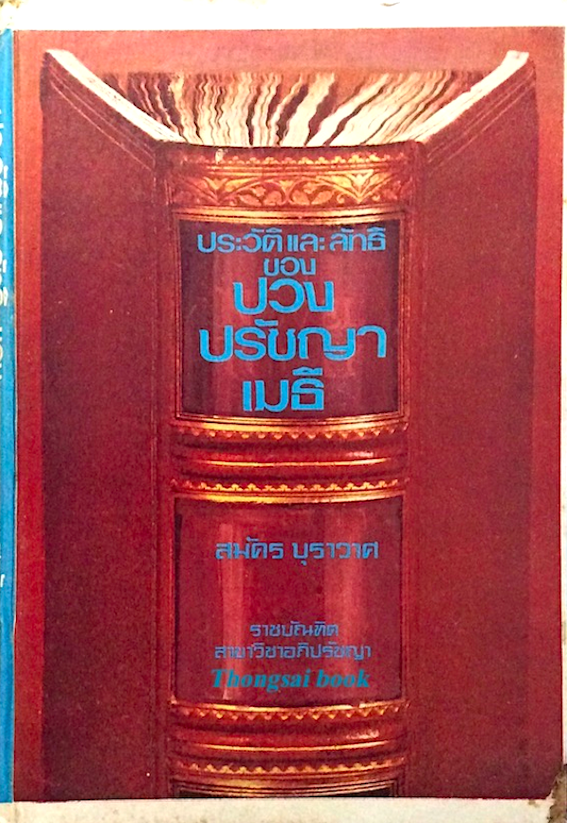 ประวัติและลัทธิ
ของ
ปวง
ปรัชญา
เมธี
สมัคร บุราวาศ
ราชบัณฑิต
สาขาวิชาอภิปรัชญา
Thongsai book